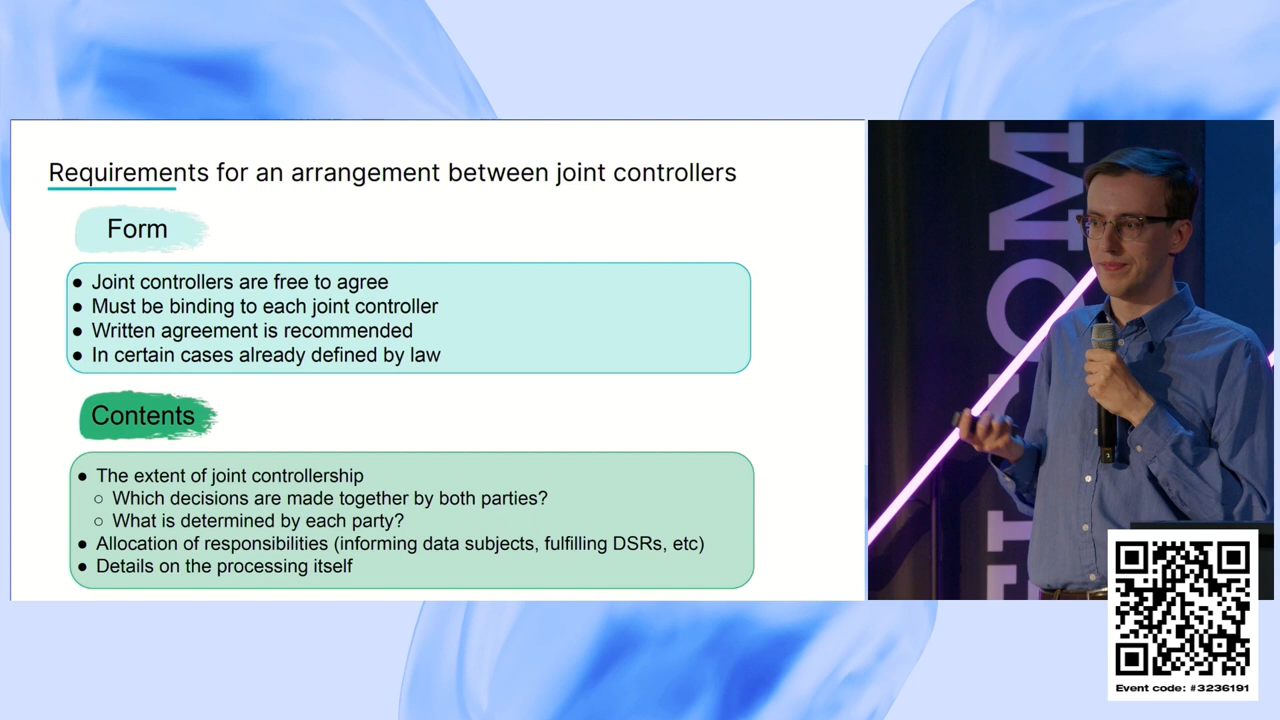 Requirements for an arrangement between joint controllers
Form
● Joint controllers are free to agree
● Must be binding to each joint controller
● Written agreement is recommended
● In certain cases already defined by law
Contents
● The extent of joint controllership
○ Which decisions are made together by both parties?
○ What is determined by each party?
● Allocation of responsibilities (informing data subjects, fulfilling DSRs, etc)
● Details on the processing itself
Event code: #3236191